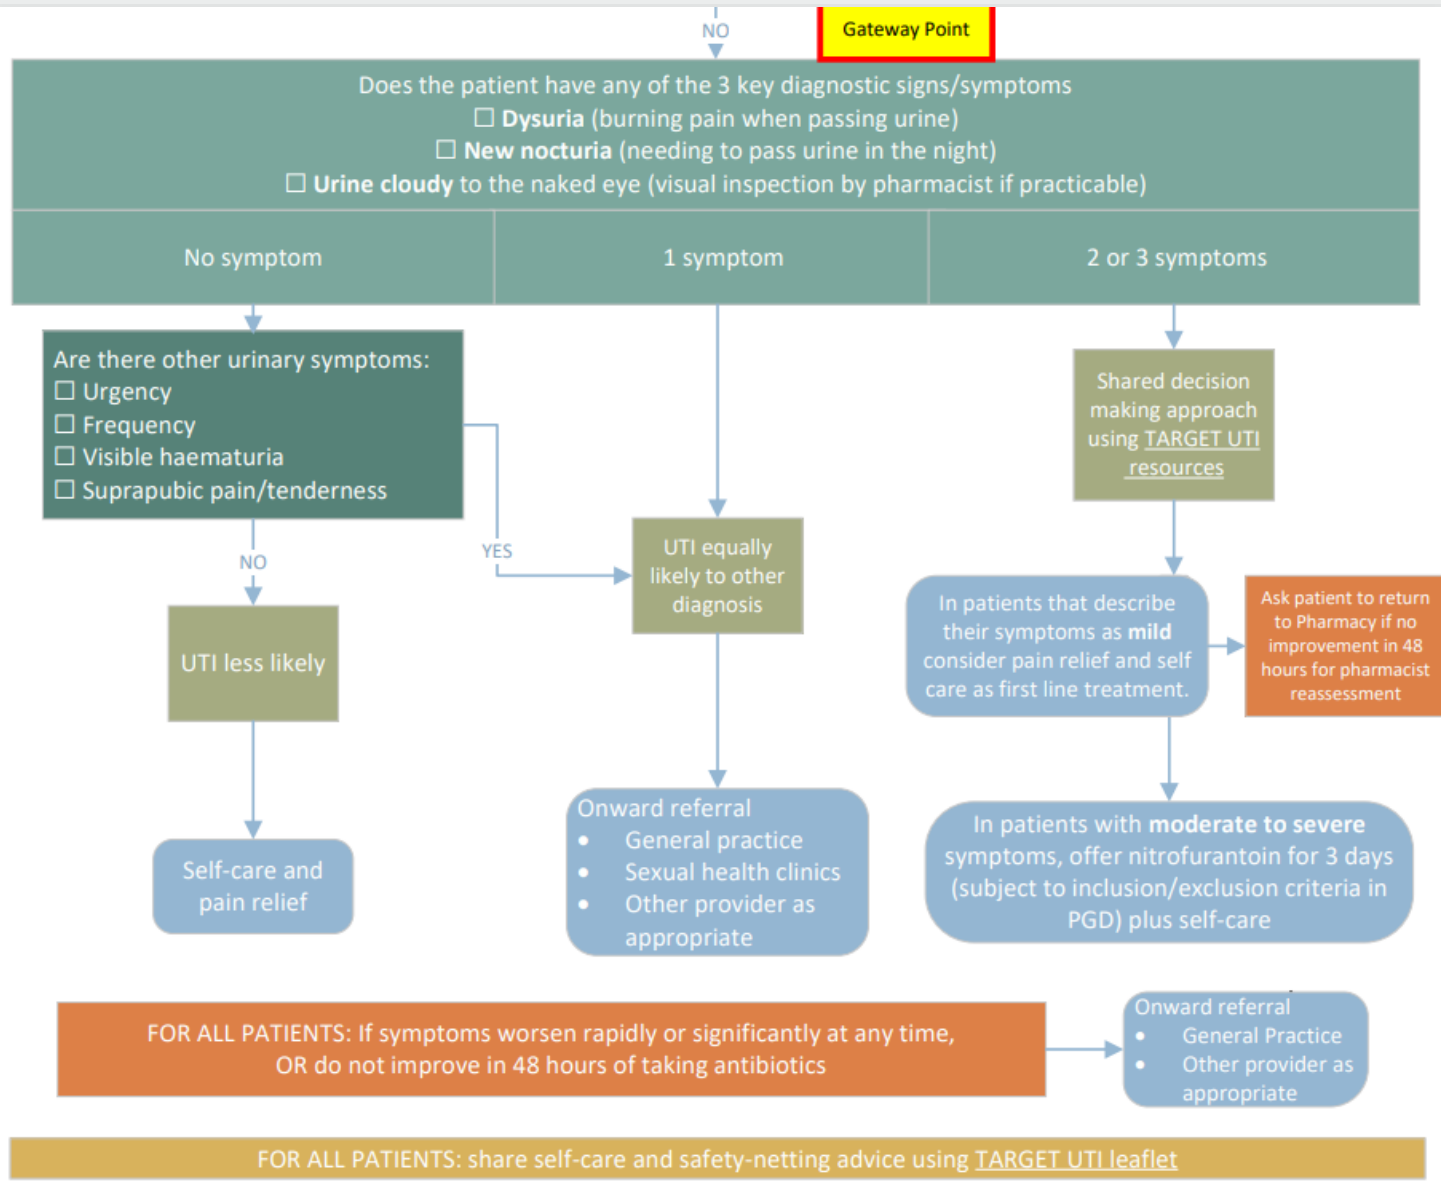 NO
Gateway Point
Does the patient have any of the 3 key diagnostic signs/symptoms
☐ Dysuria (burning pain when passing urine)
☐ New nocturia (needing to pass urine in the night)
☐ Urine cloudy to the naked eye (visual inspection by pharmacist if practicable)
No symptom
1 symptom
2 or 3 symptoms
Are there other urinary symptoms:
☐ Urgency
☐ Frequency
☐ Visible haematuria
☐ Suprapubic pain/tenderness
NO
YES
UTI less likely
Self-care and
pain relief
UTI equally
likely to other
diagnosis
Onward referral
• General practice
• Sexual health clinics
• Other provider as
appropriate
Shared decision
making approach
using TARGET UTI
resources
In patients that describe
their symptoms as mild
consider pain relief and self
care as first line treatment.
Ask patient to return
to Pharmacy if no
improvement in 48
hours for pharmacist
reassessment
In patients with moderate to severe
symptoms, offer nitrofurantoin for 3 days
(subject to inclusion/exclusion criteria in
PGD) plus self-care
FOR ALL PATIENTS: If symptoms worsen rapidly or significantly at any time,
OR do not improve in 48 hours of taking antibiotics
Onward referral
• General Practice
• Other provider as
appropriate
FOR ALL PATIENTS: share self-care and safety-netting advice using TARGET UTI leaflet